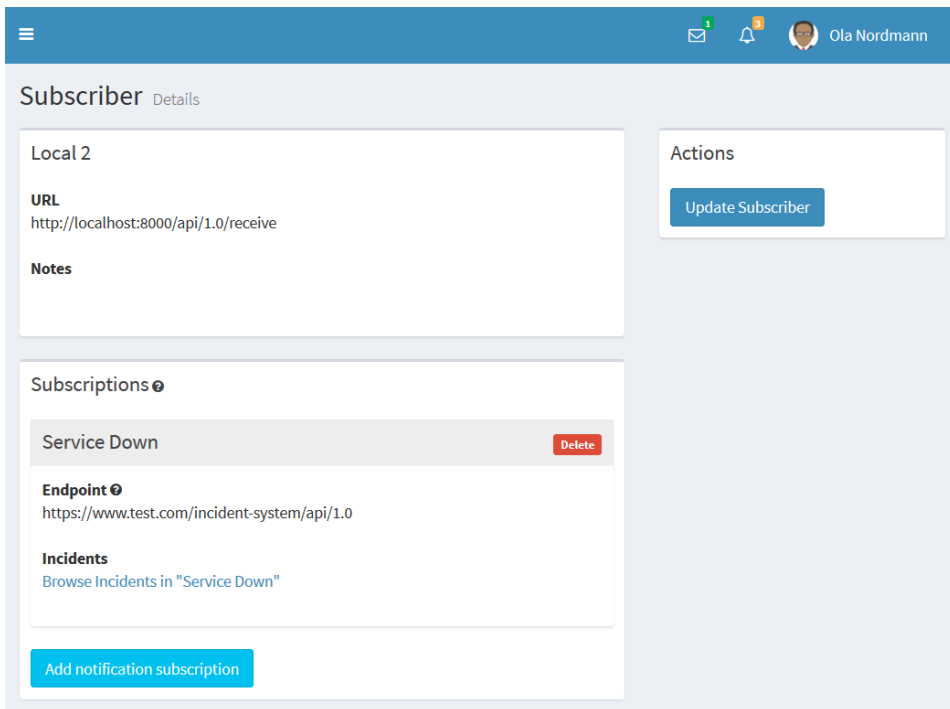 1
3
Ola Nordmann
Subscriber Details
Local 2
URL
http://localhost:8000/api/1.0/receive
Notes
Actions
Update Subscriber
Subscriptions
Service Down
Delete
Endpoint
https://www.test.com/incident-system/api/1.0
Incidents
Browse Incidents in "Service Down"
Add notification subscription